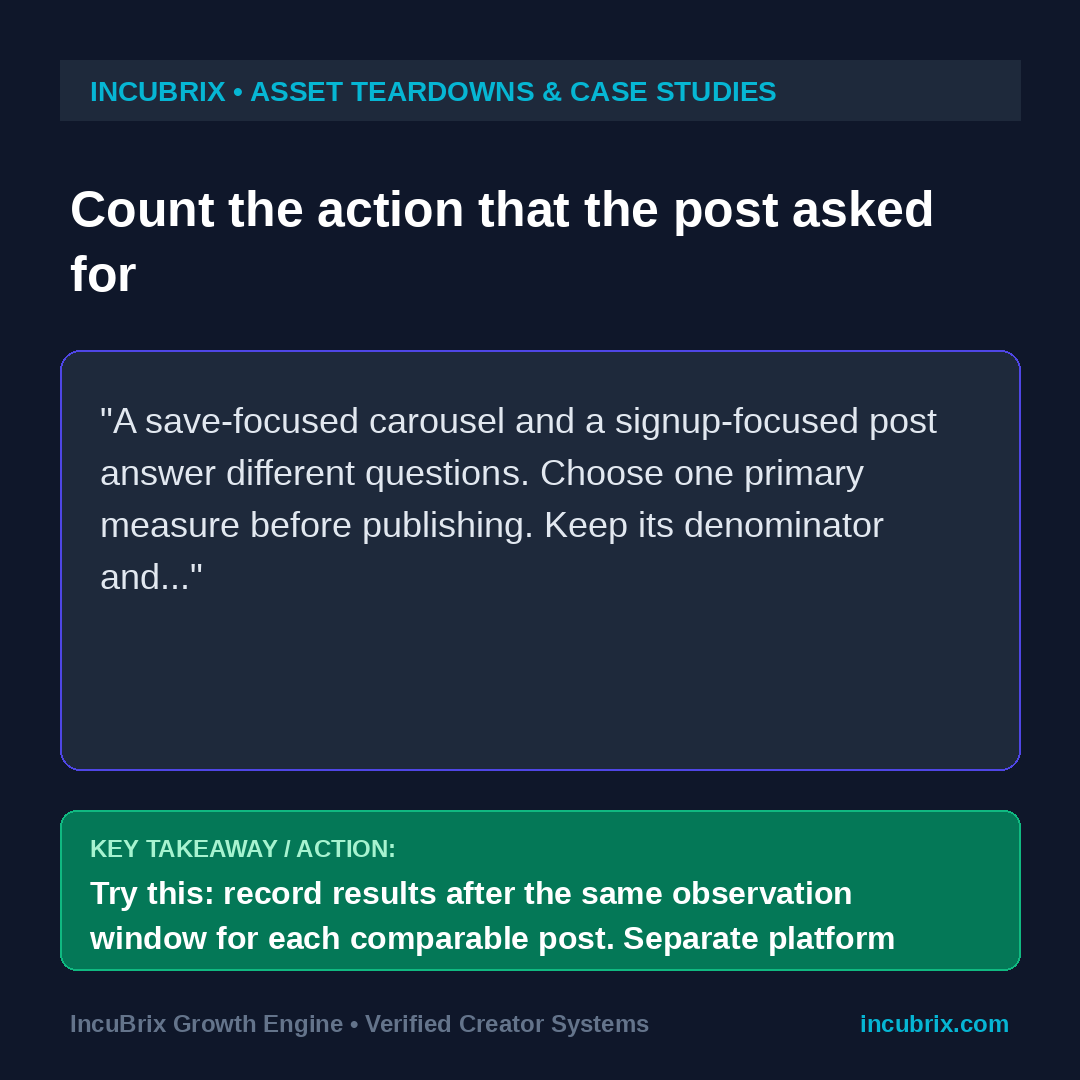 INCUBRIX • ASSET TEARDOWNS & CASE STUDIES
Count the action that the post asked
for
"A save-focused carousel and a signup-focused post
answer different questions. Choose one primary
measure before publishing. Keep its denominator
and..."
KEY TAKEAWAY / ACTION:
Try this: record results after the same observation
window for each comparable post. Separate platform
IncuBrix Growth Engine • Verified Creator Systems
incubrix.com